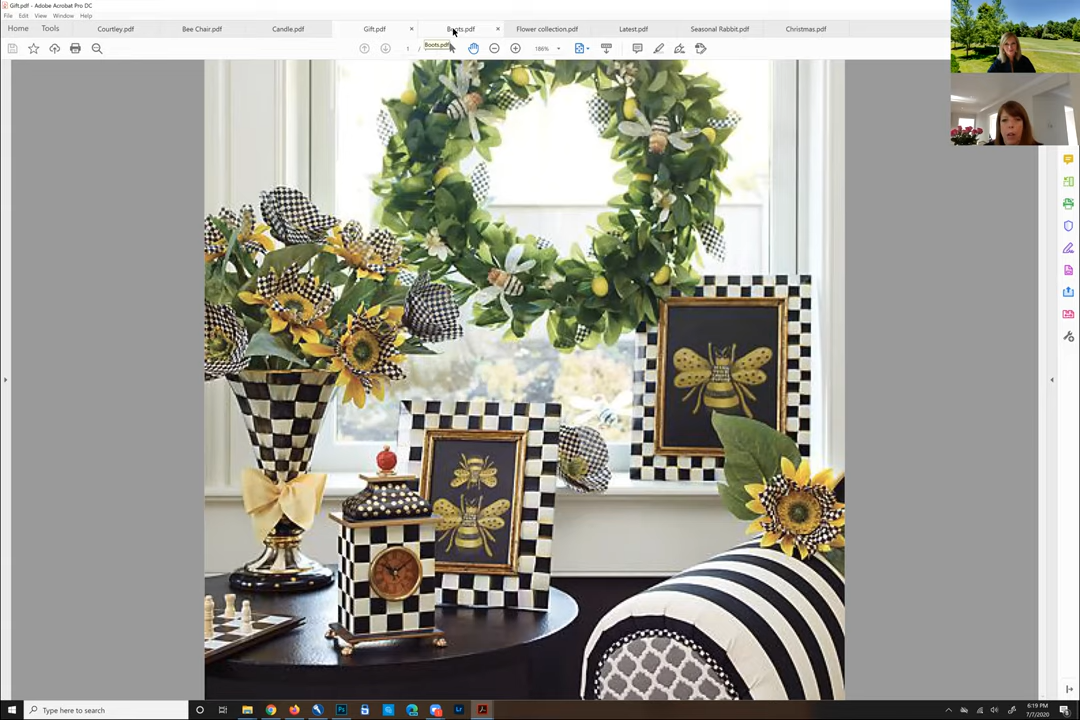 Gift.pdf - Adobe Acrobat Pro DC
File Edit View Window Help
Home Tools Courtley.pdf Bee Chair.pdf Candle.pdf Gift.pdf × Boots.pdf × Flower collection.pdf Latest.pdf Seasonal Rabbit.pdf Christmas.pdf
1 / 186%
Boots.pdf
Type here to search
6:19 PM
7/7/2020